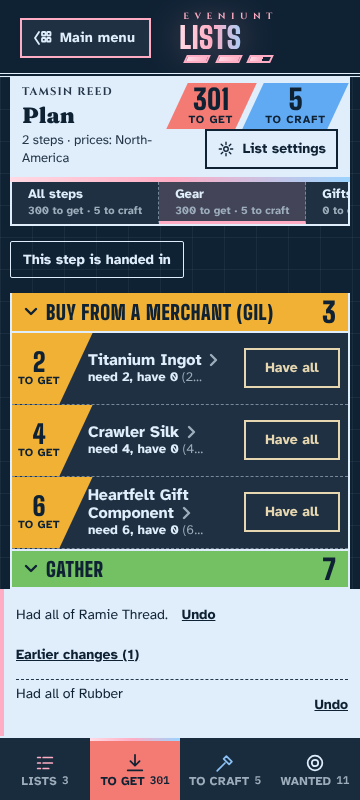 Main menu
EVENIUNT
LISTS
TAMSIN REED
Plan
2 steps · prices: North-
America
301
TO GET
5
TO CRAFT
List settings
All steps
300 to get · 5 to craft
Gear
300 to get · 5 to craft
Gifts
0 to
This step is handed in
BUY FROM A MERCHANT (GIL) 3
2
TO GET
Titanium Ingot
need 2, have 0 (2...
Have all
4
TO GET
Crawler Silk
need 4, have 0 (4...
Have all
6
TO GET
Heartfelt Gift
Component
need 6, have 0 (6...
Have all
GATHER 7
Had all of Ramie Thread. Undo
Earlier changes (1)
Had all of Rubber
Undo
LISTS 3
TO GET 301
TO CRAFT 5
WANTED 11